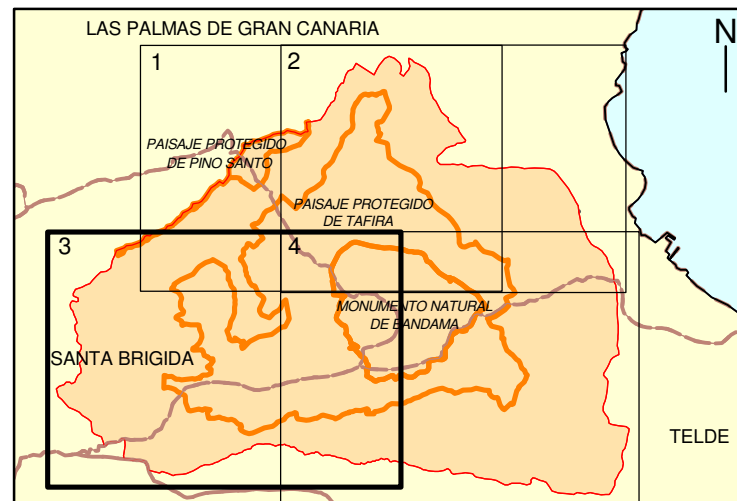 LAS PALMAS DE GRAN CANARIA
N
1
2
PAISAJE PROTEGIDO
DE PINO SANTO
PAISAJE PROTEGIDO
DE TAFIRA
3
4
MONUMENTO NATURAL
DE BANDAMA
SANTA BRIGIDA
TELDE